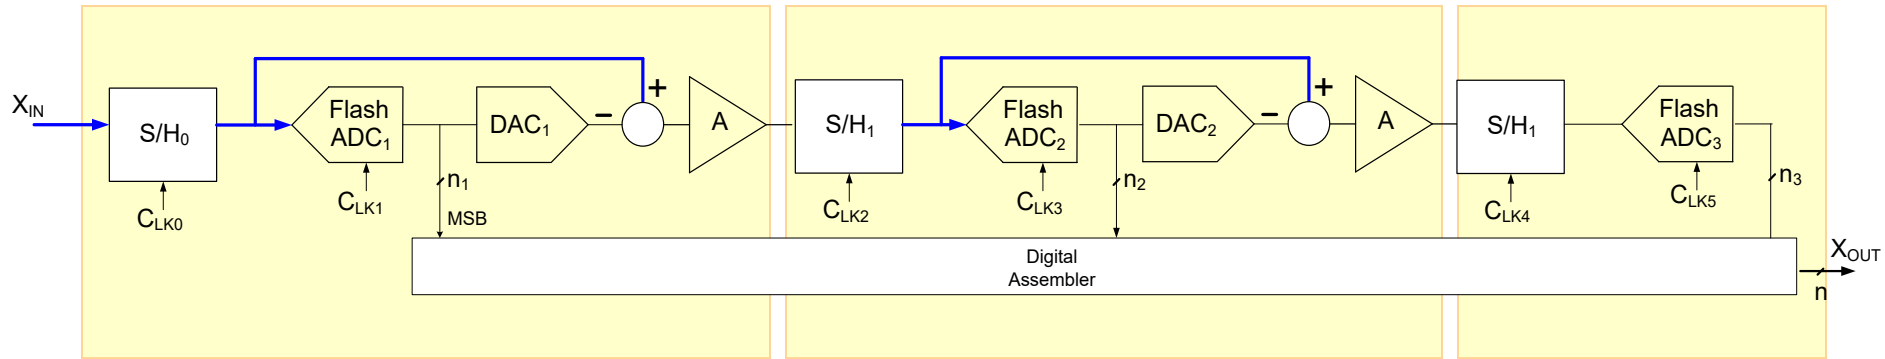 X_IN
S/H_0
C_LK0
Flash
ADC_1
C_LK1
n_1
MSB
DAC_1
−
+
A
S/H_1
C_LK2
Flash
ADC_2
C_LK3
n_2
DAC_2
−
+
A
S/H_1
C_LK4
Flash
ADC_3
C_LK5
n_3
Digital
Assembler
X_OUT
n